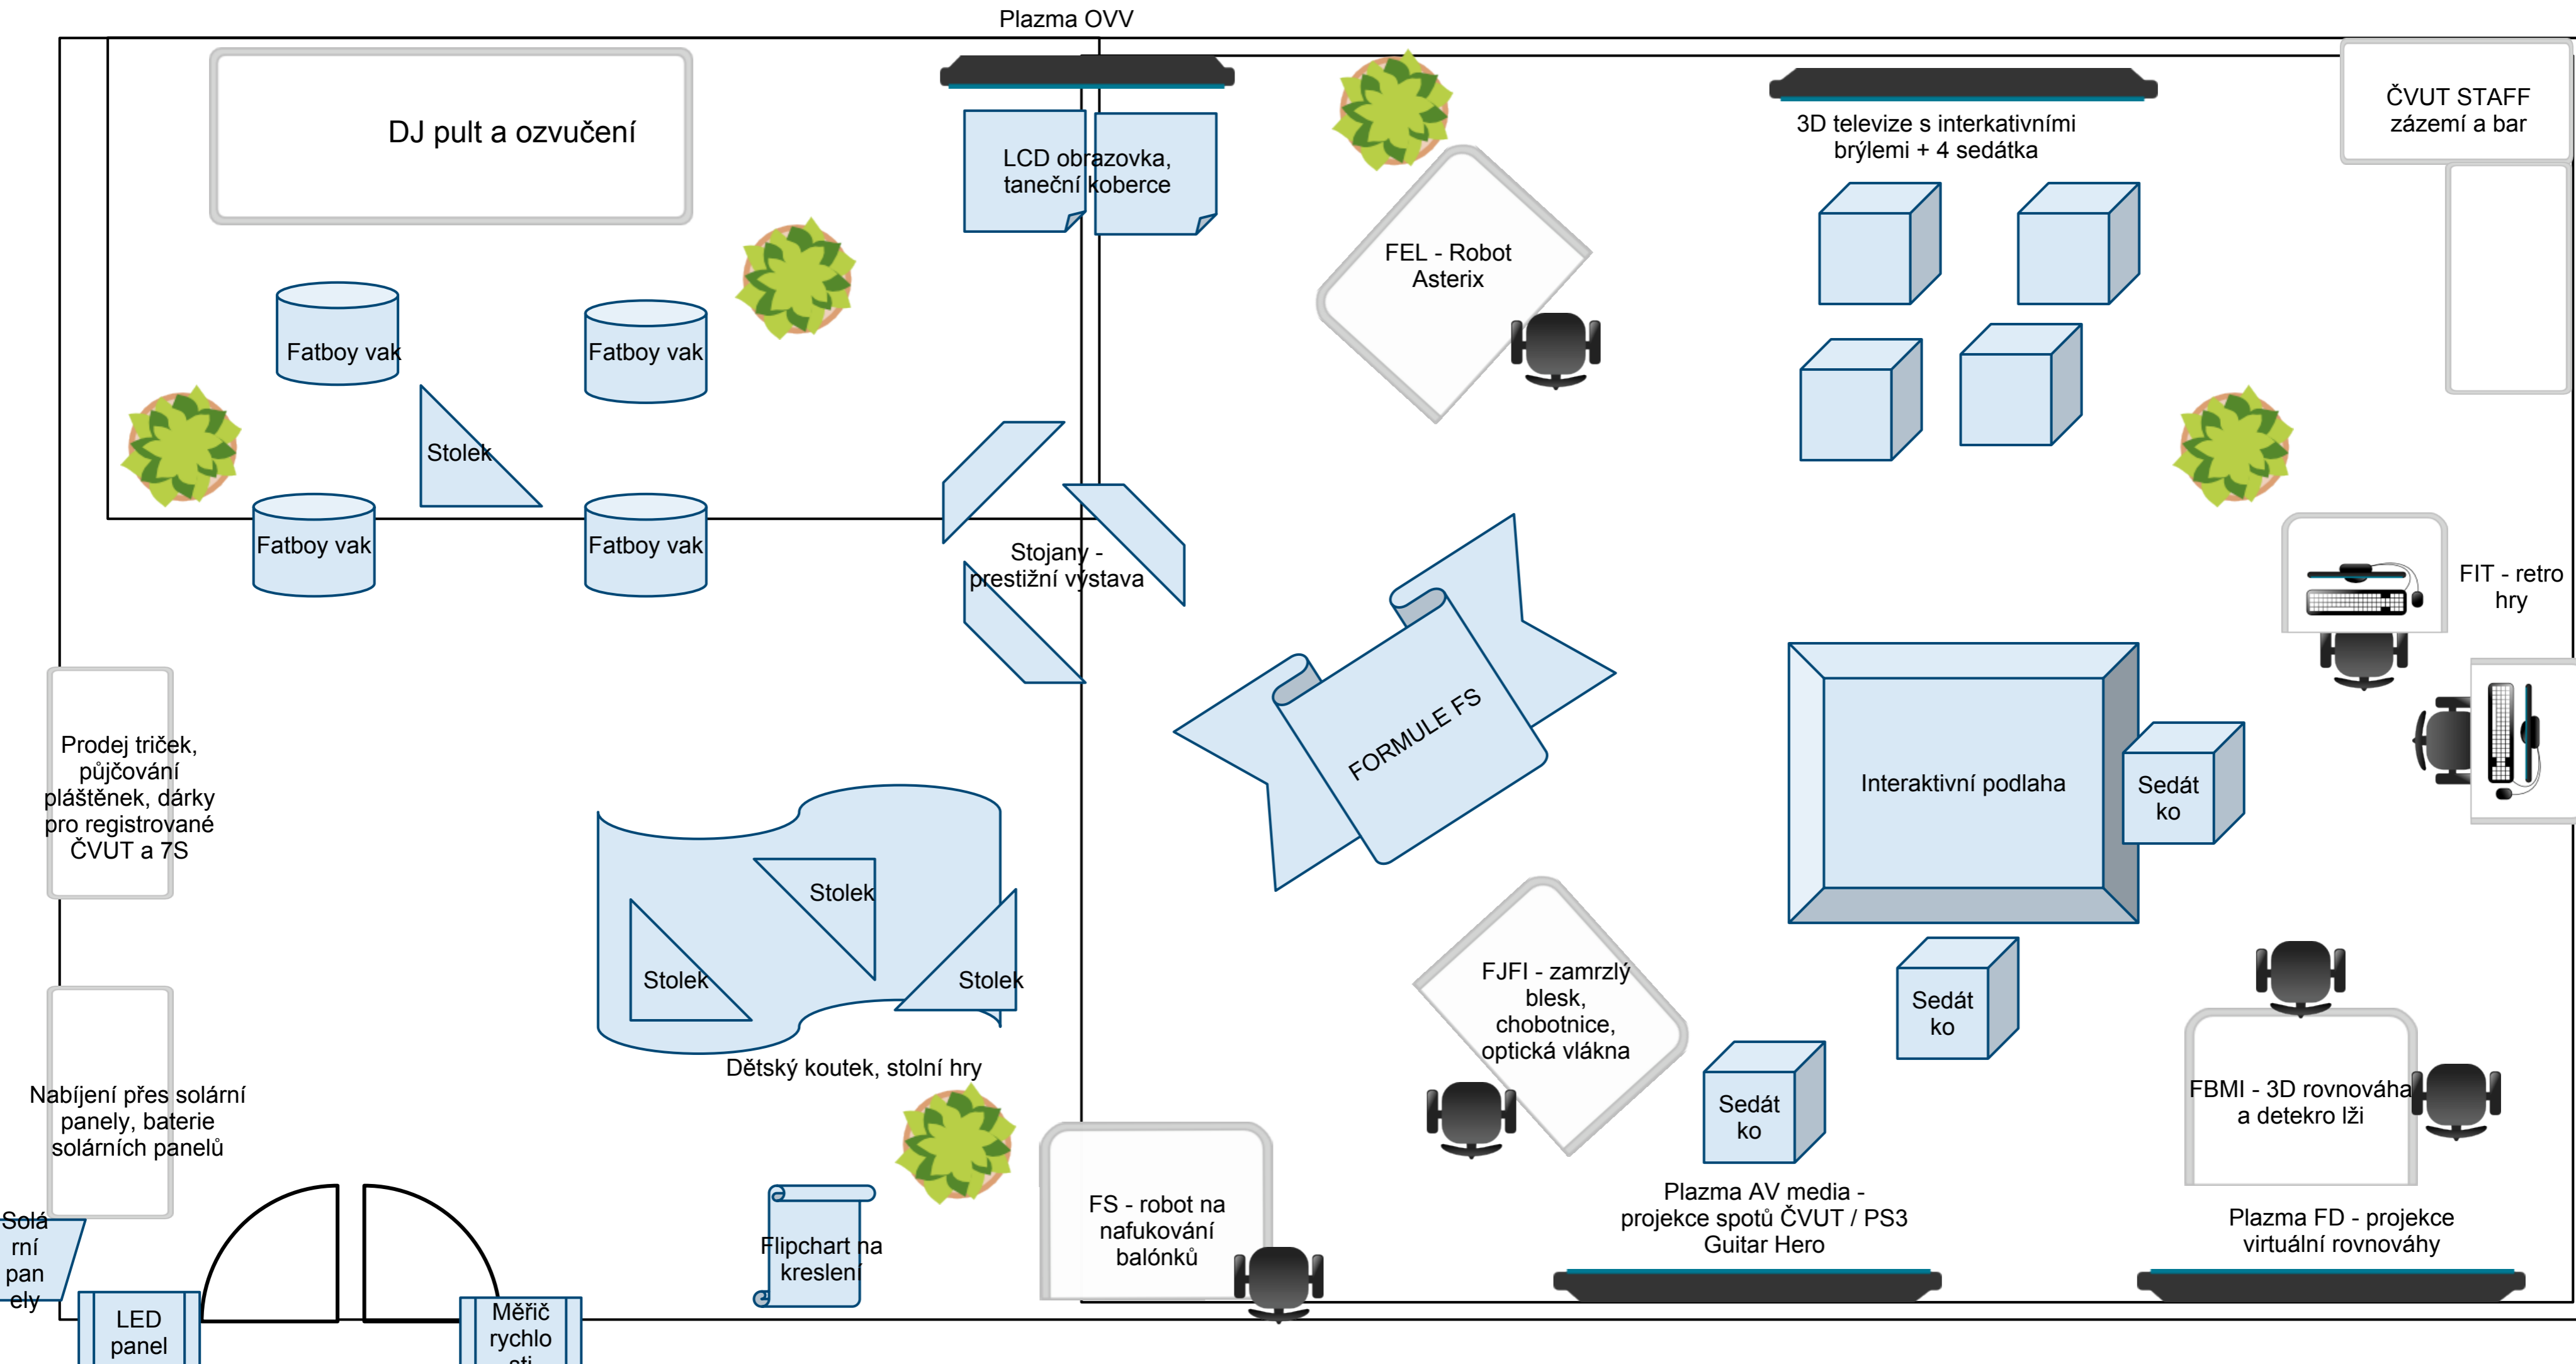 Plazma OVV
DJ pult a ozvučení
LCD obrazovka,
taneční koberce
3D televize s interkativními
brýlemi + 4 sedátka
ČVUT STAFF
zázemí a bar
FEL - Robot
Asterix
Fatboy vak
Fatboy vak
Stolek
Fatboy vak
Fatboy vak
Stojany -
prestižní výstava
FIT - retro
hry
FORMULE FS
Interaktivní podlaha
Sedát
ko
Prodej triček,
půjčování
pláštěnek, dárky
pro registrované
ČVUT a 7S
Stolek
Stolek
Stolek
Dětský koutek, stolní hry
FJFI - zamrzlý
blesk,
chobotnice,
optická vlákna
Sedát
ko
Sedát
ko
FBMI - 3D rovnováha
a detekro lži
Nabíjení přes solární
panely, baterie
solárních panelů
Solá
rní
pan
ely
LED
panel
Měřič
rychlo
sti
Flipchart na
kreslení
FS - robot na
nafukování
balónků
Plazma AV media -
projekce spotů ČVUT / PS3
Guitar Hero
Plazma FD - projekce
virtuální rovnováhy